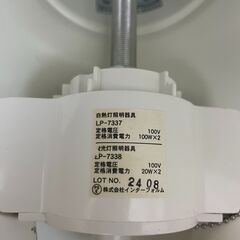 白熱灯照明器具
LP-7337
定格電圧 100V
定格消費電力 100W×2
光灯照明器具
LP-7338
定格電圧 100V
定格消費電力 20W×2
LOT NO. 2408
株式会社インターフォルム